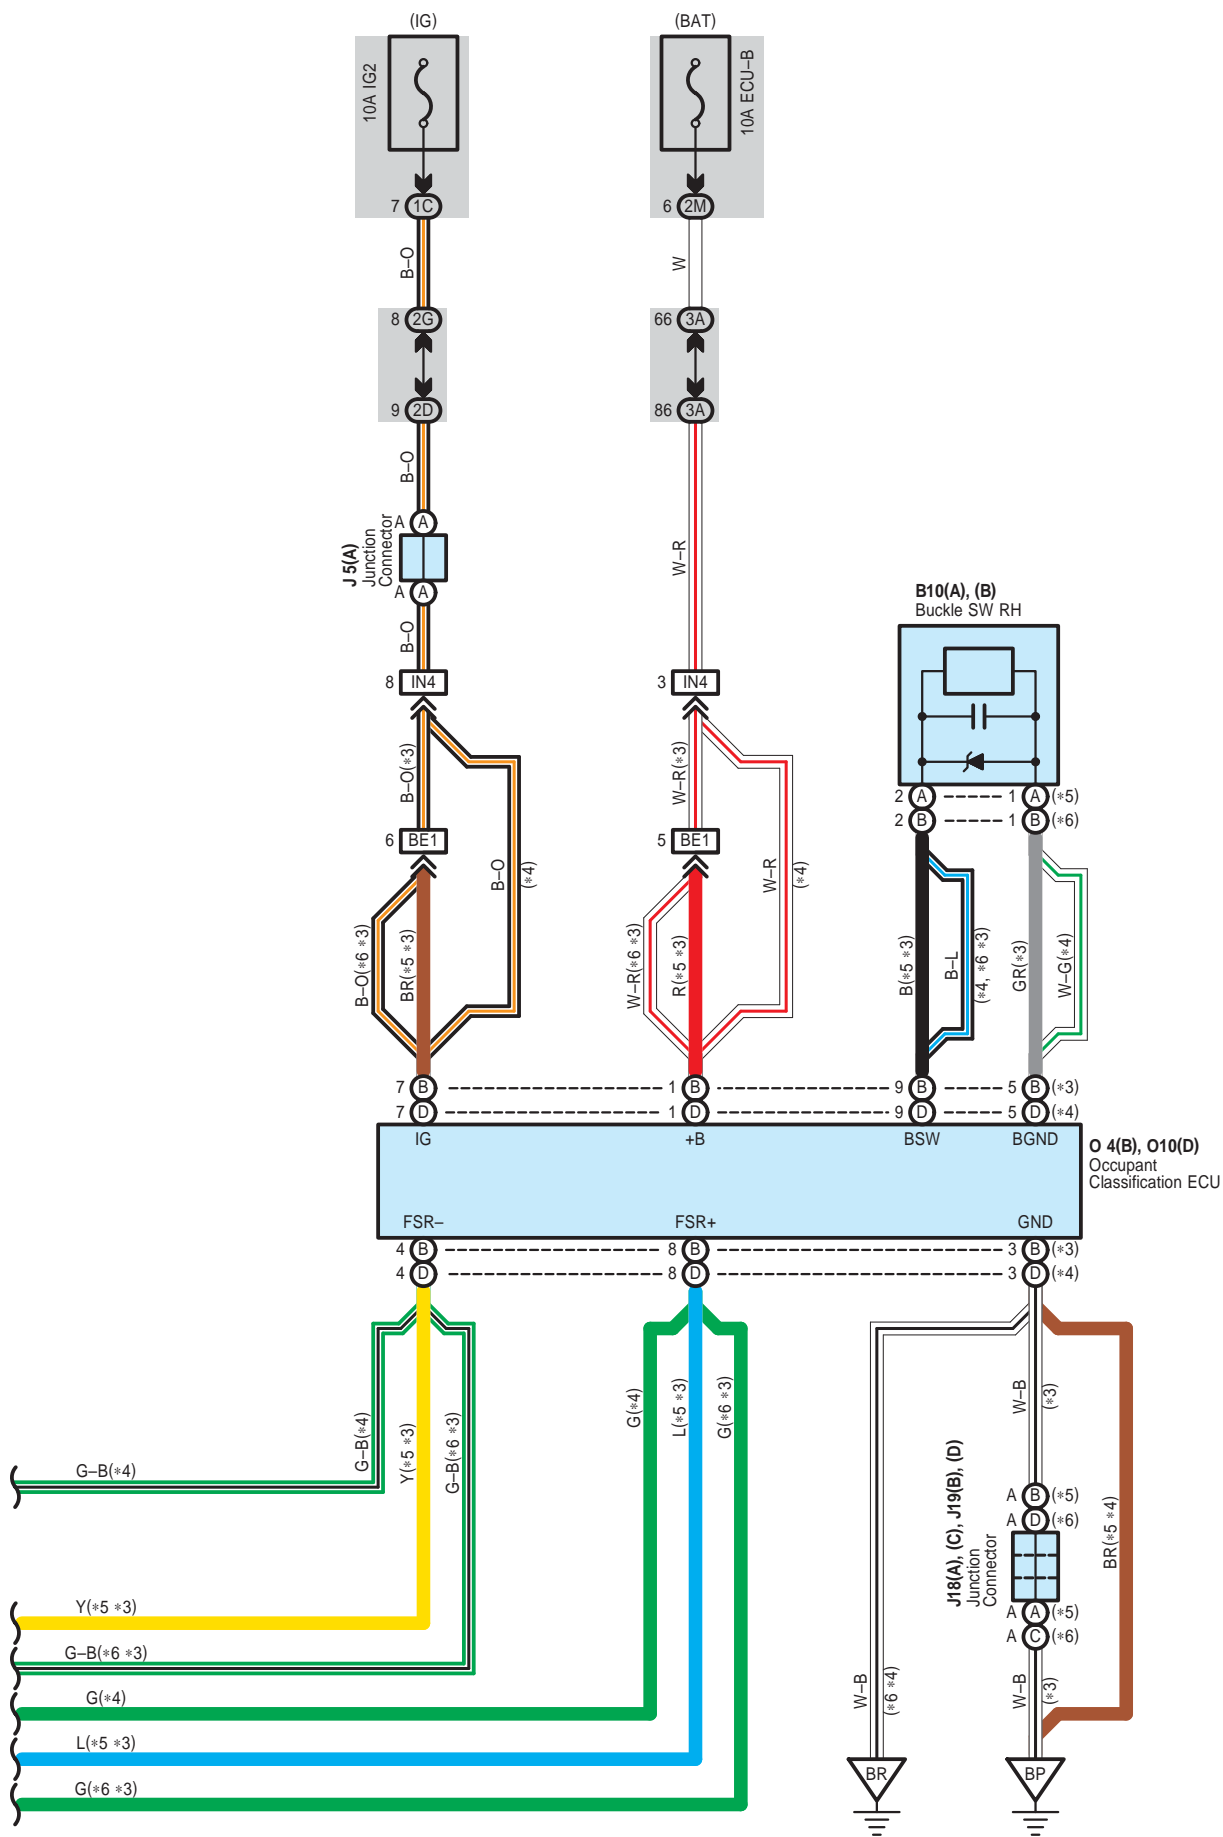 (IG)
(BAT)
10A IG2
10A ECU–B
7 1C
6 2M
B–O
W
8 2G
66 3A
9 2D
86 3A
B–O
W–R
A A
J 5(A)
Junction
Connector
A A
B–O
B10(A), (B)
Buckle SW RH
8 IN4
3 IN4
B–O(*3)
W–R(*3)
2 A 1 A (*5)
2 B 1 B (*6)
6 BE1
5 BE1
B–O
(*4)
W–R
(*4)
B–O(*6 *3)
BR(*5 *3)
W–R(*6 *3)
R(*5 *3)
B(*5 *3)
B–L
(*4, *6 *3)
GR(*3)
W–G(*4)
7 B 1 B 9 B 5 B (*3)
7 D 1 D 9 D 5 D (*4)
IG +B BSW BGND
O 4(B), O10(D)
Occupant
Classification ECU
FSR– FSR+ GND
4 B 8 B 3 B (*3)
4 D 8 D 3 D (*4)
G–B(*4)
Y(*5 *3)
G–B(*6 *3)
G(*4)
L(*5 *3)
G(*6 *3)
W–B
(*3)
G–B(*4)
J18(A), (C), J19(B), (D)
Junction
Connector
A B (*5)
A D (*6)
BR(*5 *4)
A A (*5)
A C (*6)
Y(*5 *3)
G–B(*6 *3)
W–B
(*6 *4)
W–B
(*3)
G(*4)
L(*5 *3)
G(*6 *3)
BR
BP